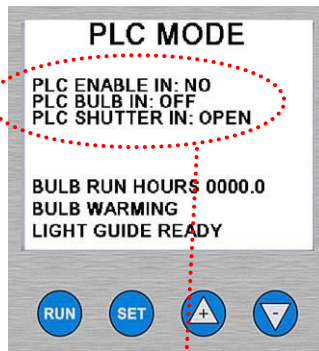 PLC MODE
PLC ENABLE IN: NO
PLC BULB IN: OFF
PLC SHUTTER IN: OPEN
BULB RUN HOURS 0000.0
BULB WARMING
LIGHT GUIDE READY
RUN SET + -